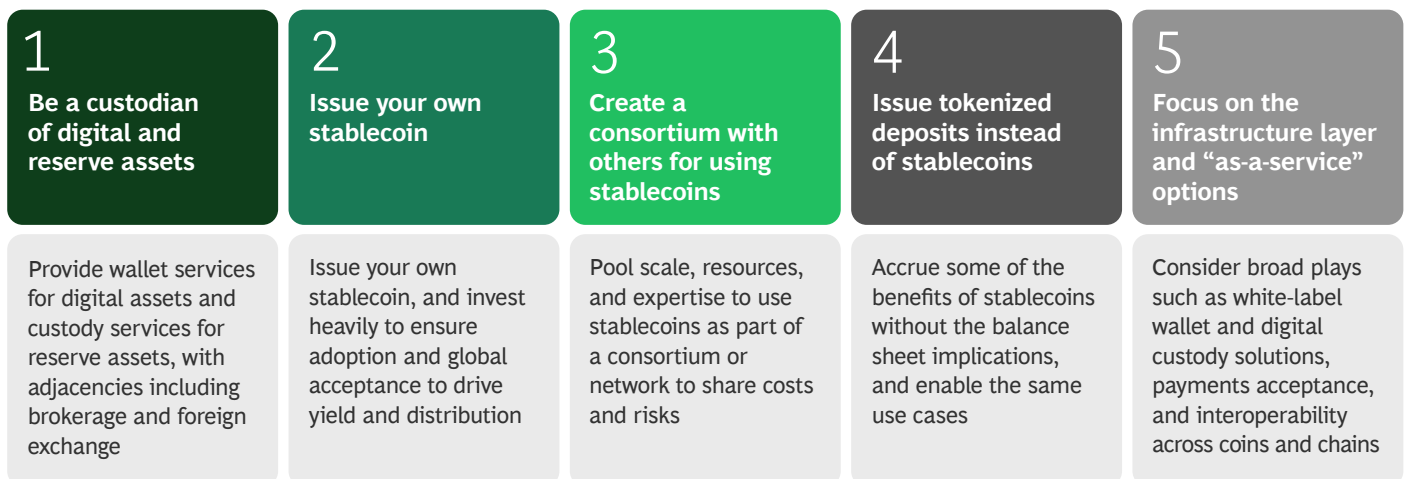 1
Be a custodian
of digital and
reserve assets
Provide wallet services
for digital assets and
custody services for
reserve assets, with
adjacencies including
brokerage and foreign
exchange
2
Issue your own
stablecoin
Issue your own
stablecoin, and invest
heavily to ensure
adoption and global
acceptance to drive
yield and distribution
3
Create a
consortium with
others for using
stablecoins
Pool scale, resources,
and expertise to use
stablecoins as part of
a consortium or
network to share costs
and risks
4
Issue tokenized
deposits instead
of stablecoins
Accrue some of the
benefits of stablecoins
without the balance
sheet implications,
and enable the same
use cases
5
Focus on the
infrastructure layer
and “as-a-service”
options
Consider broad plays
such as white-label
wallet and digital
custody solutions,
payments acceptance,
and interoperability
across coins and chains